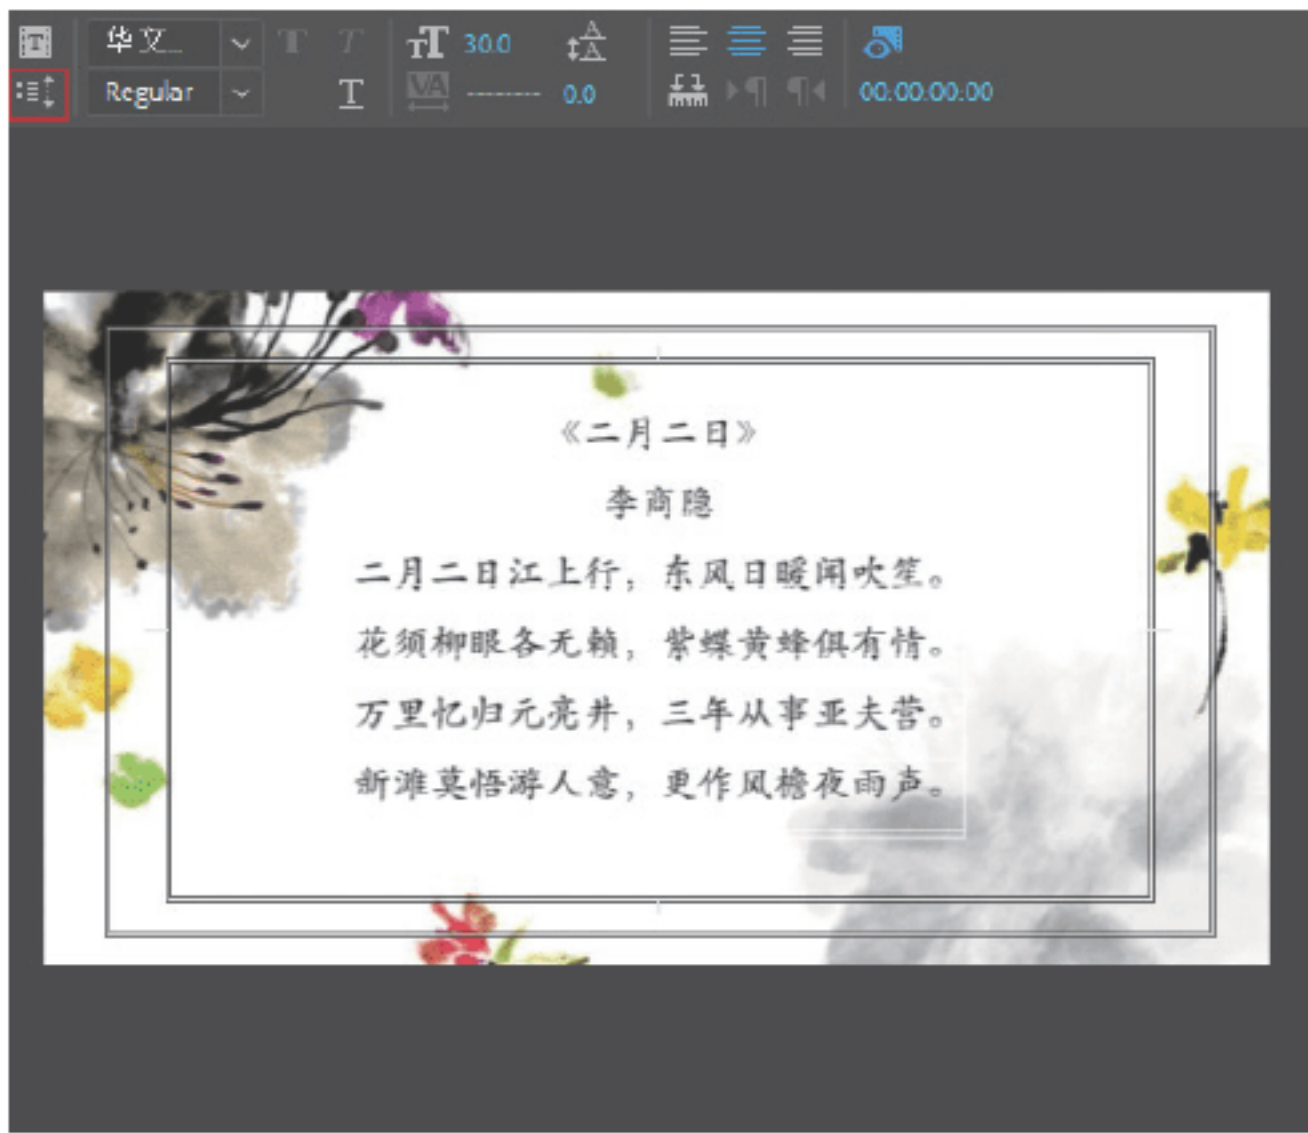 华文...
30.0
Regular
0.0
00:00:00:00
《二月二日》
李商隐
二月二日江上行，东风日暖闻吹笙。
花须柳眼各无赖，紫蝶黄蜂俱有情。
万里忆归元亮井，三年从事亚夫营。
新滩莫悟游人意，更作风檐夜雨声。